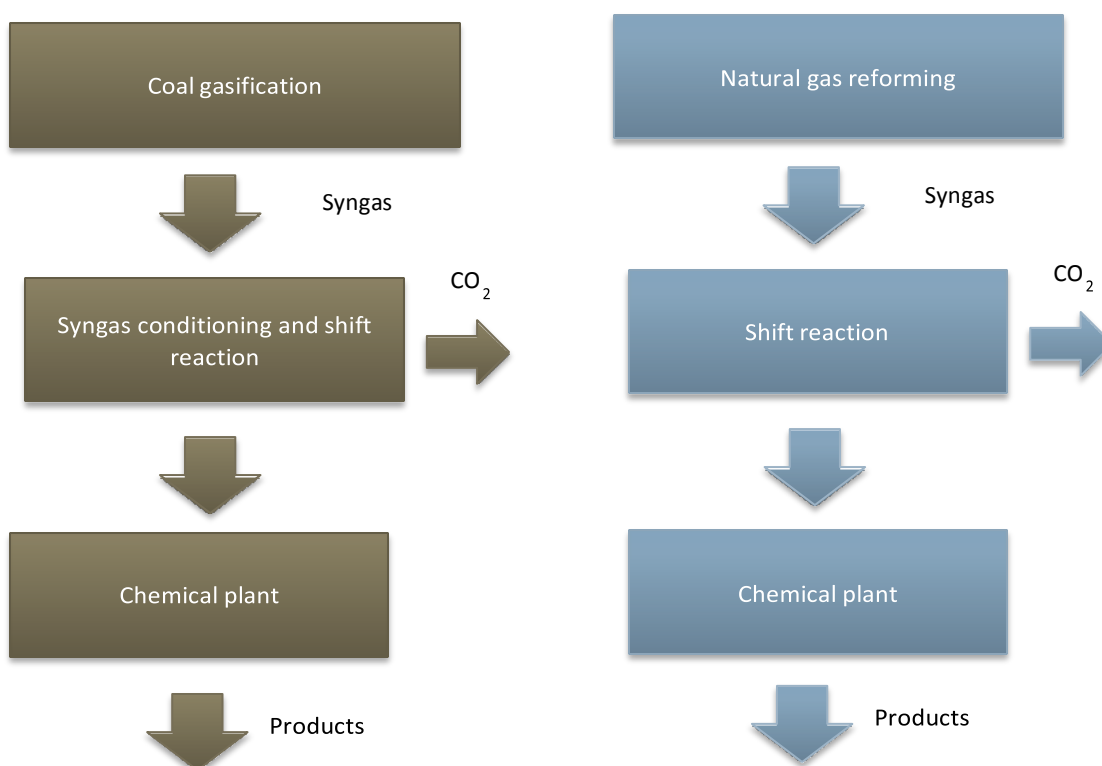 Coal gasification
Syngas
Syngas conditioning and shift
reaction
CO₂
Chemical plant
Products
Natural gas reforming
Syngas
Shift reaction
CO₂
Chemical plant
Products